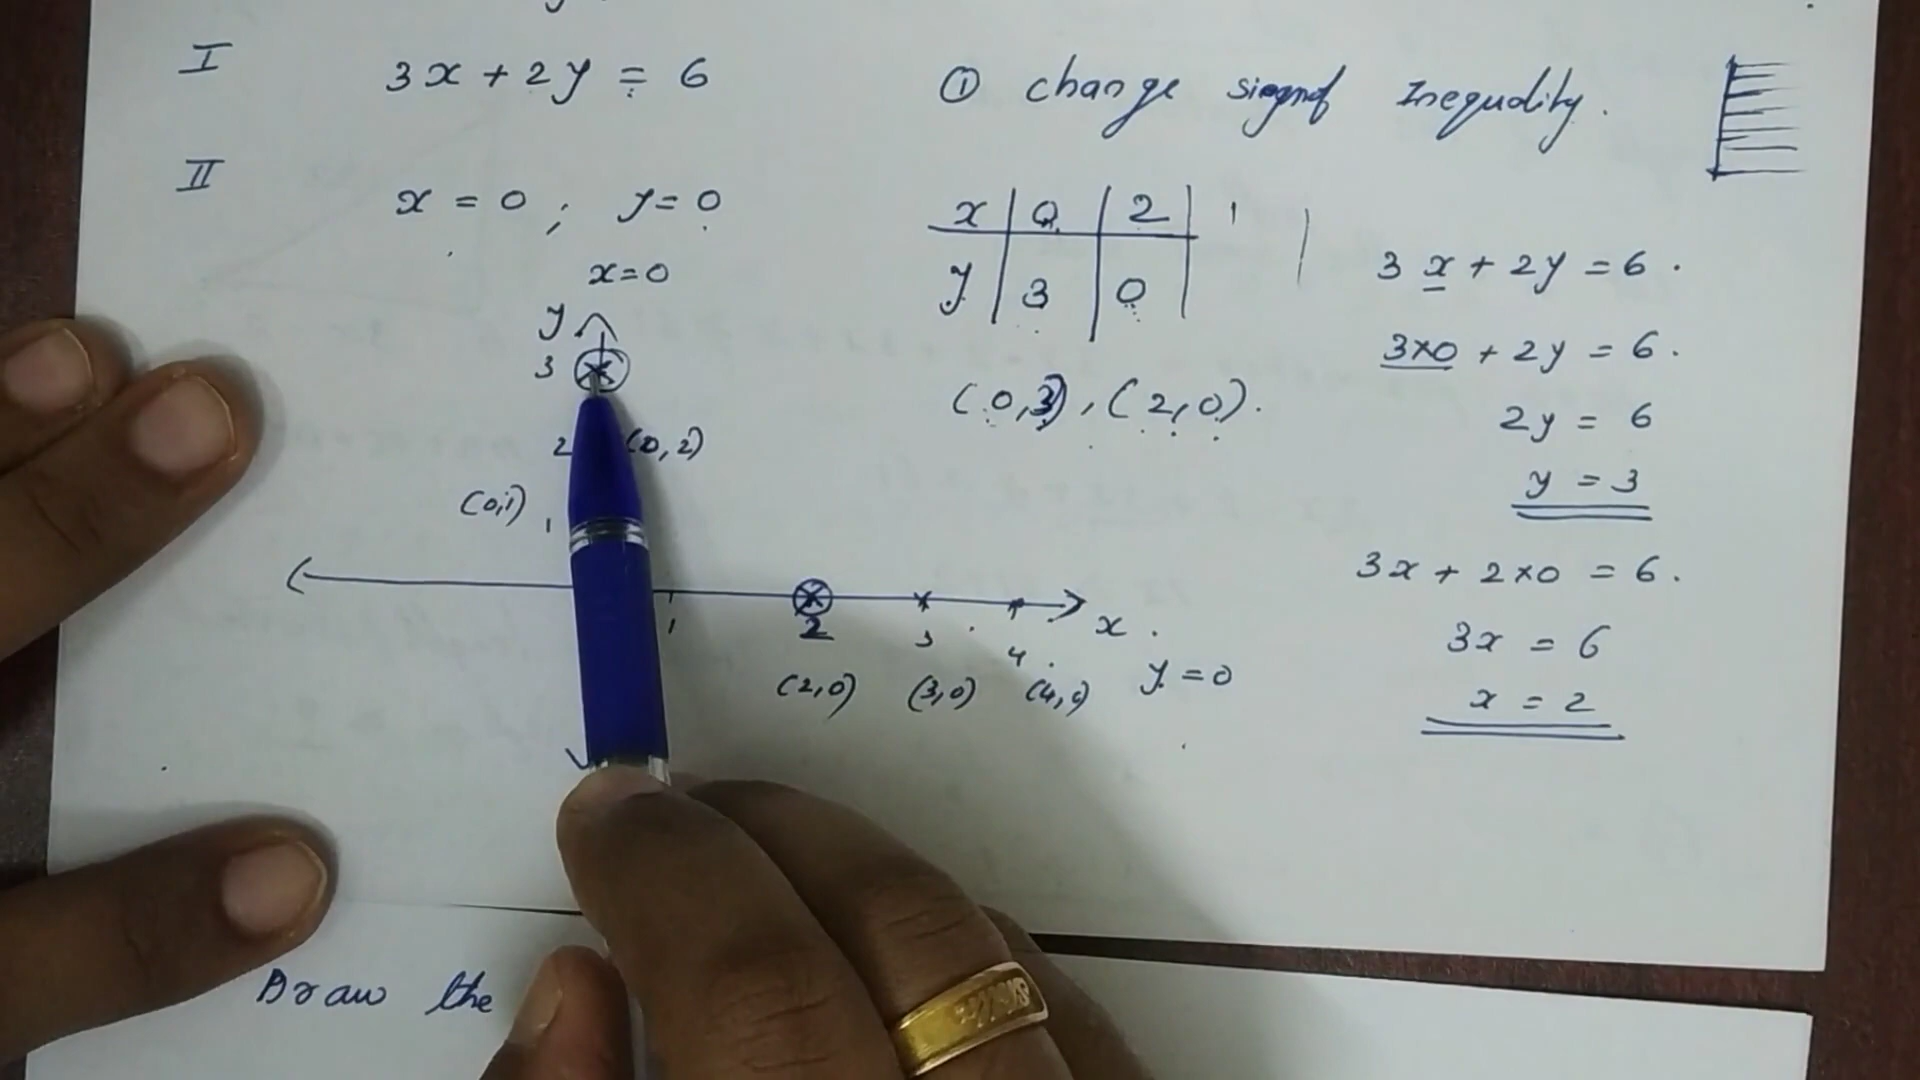 I 3x + 2y = 6
① change sign of Inequality.
II x = 0 ; y = 0
x | 0 | 2 |
y | 3 | 0 |
(0,3), (2,0).
3x + 2y = 6.
3×0 + 2y = 6.
2y = 6
y = 3
3x + 2×0 = 6.
3x = 6
x = 2
x=0
y
3
2 (0,2)
(0,1) 1
1 2 3 4 x.
(2,0) (3,0) y = 0
Draw the